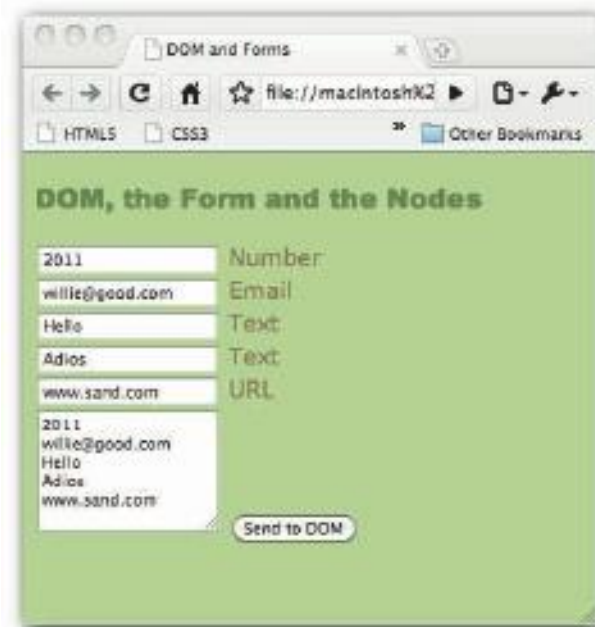 DOM and Forms
file://macintosh%2
HTML5 CSS3 » Other Bookmarks
DOM, the Form and the Nodes
2011 Number
willie@good.com Email
Hello Text
Adios Text
www.sand.com URL
2011
willie@good.com
Hello
Adios
www.sand.com
Send to DOM